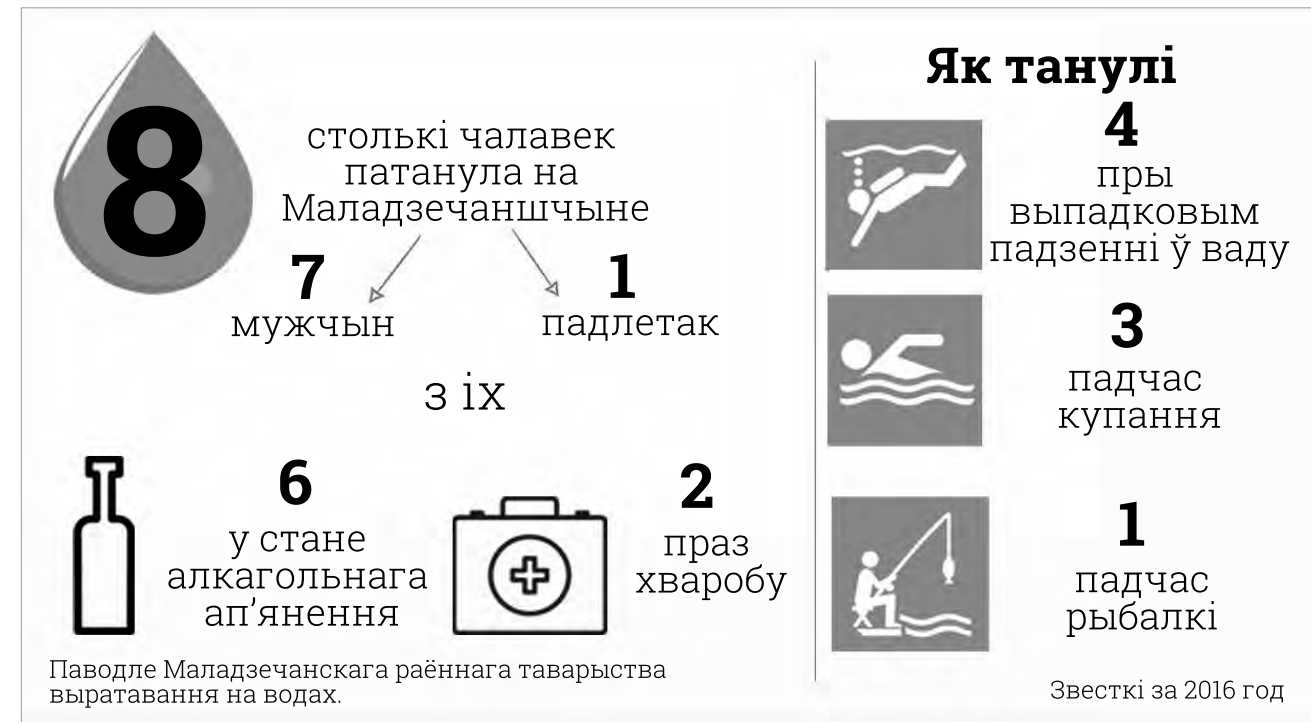 8
столькі чалавек
патанула на
Маладзечаншчыне
7
мужчын
1
падлетак
з іх
6
у стане
алкагольнага
ап’янення
2
праз
хваробу
Паводле Маладзечанскага раённага таварыства
выратавання на водах.
Як танулі
4
пры
выпадковым
падзенні ў ваду
3
падчас
купання
1
падчас
рыбалкі
Звесткі за 2016 год